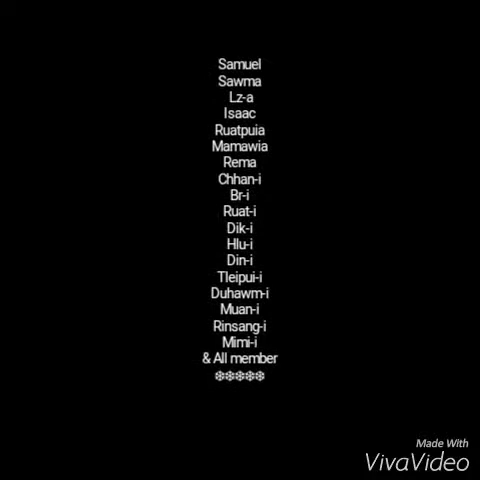 Samuel
Sawma
Lz-a
Isaac
Ruatpuia
Mamawia
Rema
Chhan-i
Br-i
Ruat-i
Dik-i
Hlu-i
Din-i
Tleipui-i
Duhawm-i
Muan-i
Rinsang-i
Mimi-i
& All member
❄❄❄❄❄
Made With
VivaVideo